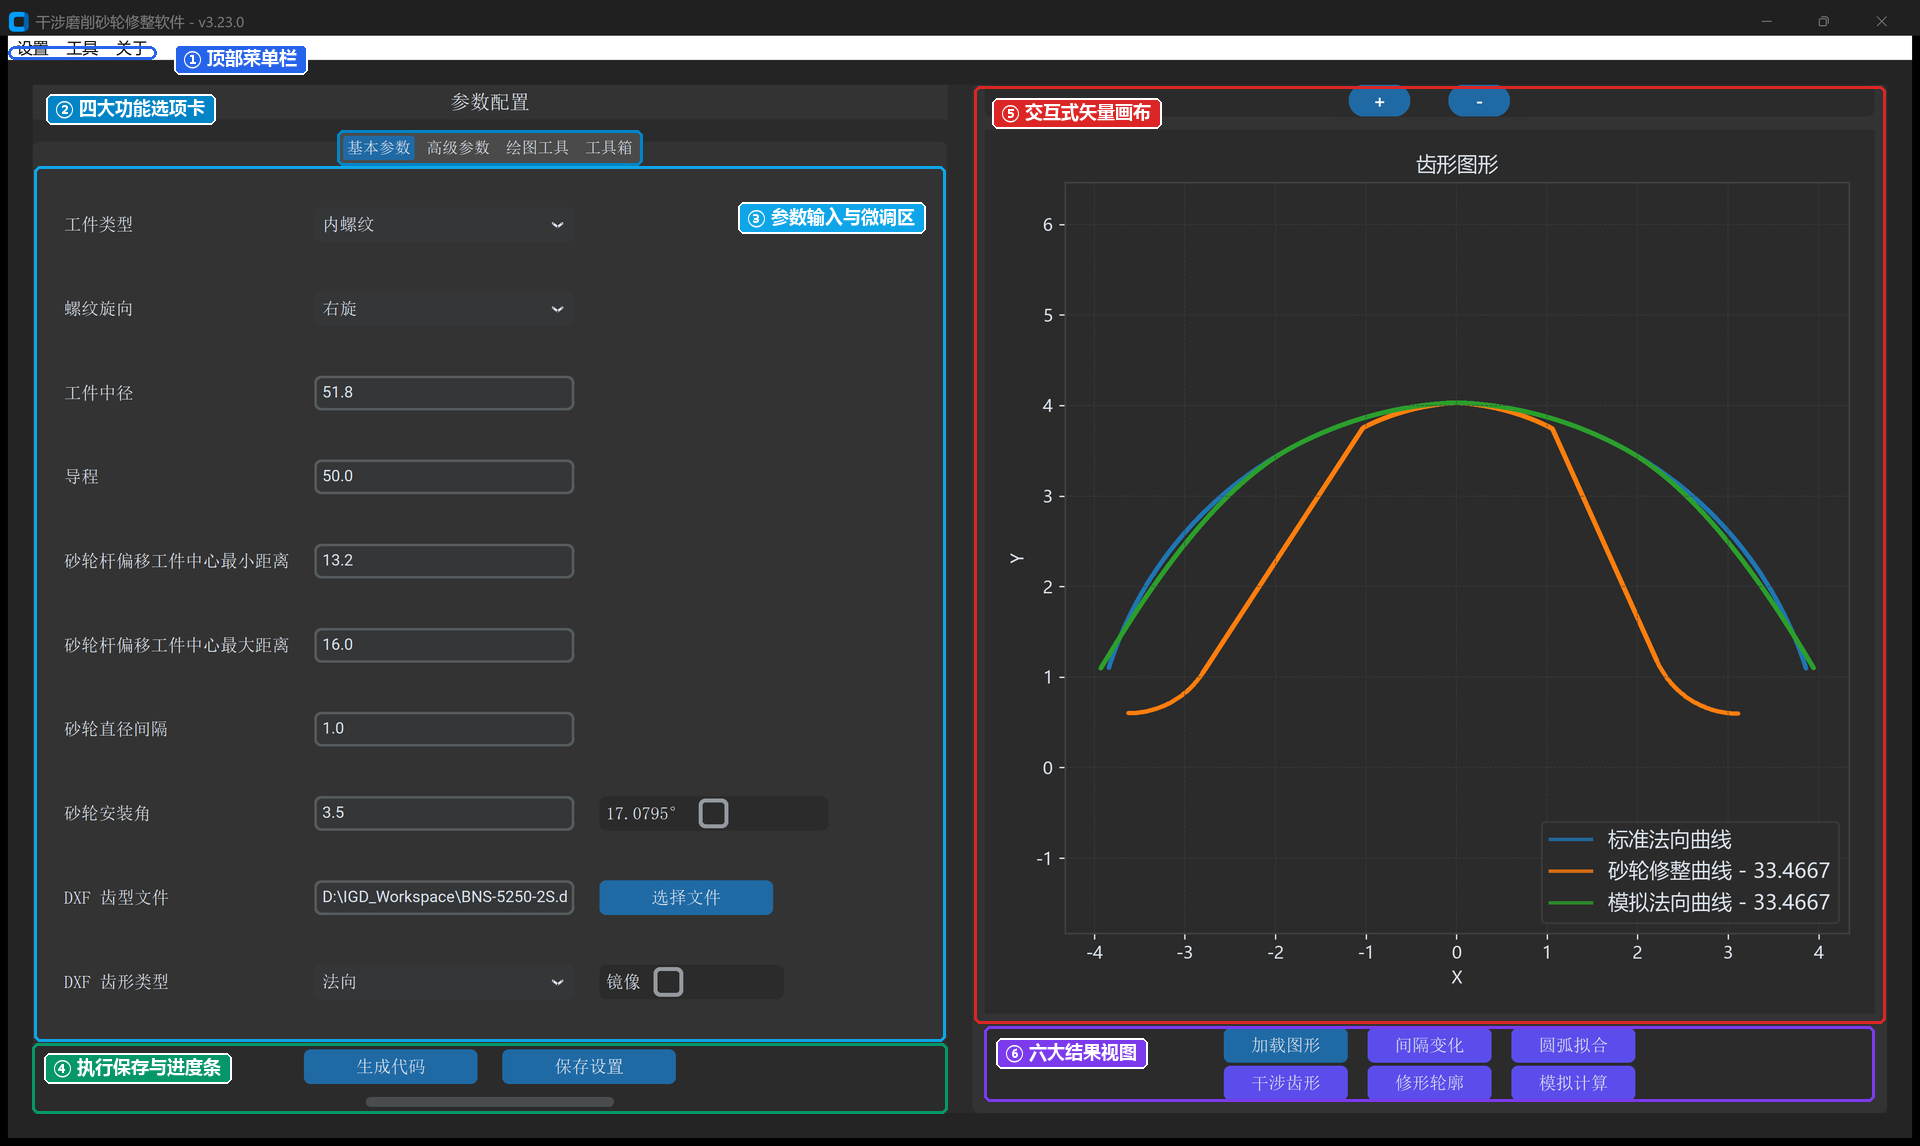 干涉磨削砂轮修整软件 - v3.23.0
设置 工具 关于
① 顶部菜单栏
② 四大功能选项卡
参数配置
基本参数 高级参数 绘图工具 工具箱
③ 参数输入与微调区
工件类型 内螺纹
螺纹旋向 右旋
工件中径 51.8
导程 50.0
砂轮杆偏移工件中心最小距离 13.2
砂轮杆偏移工件中心最大距离 16.0
砂轮直径间隔 1.0
砂轮安装角 3.5 17.0795°
DXF 齿型文件 D:\IGD_Workspace\BNS-5250-2S.d 选择文件
DXF 齿形类型 法向 镜像
④ 执行保存与进度条
生成代码 保存设置
⑤ 交互式矢量画布
+ -
齿形图形
6
5
4
3
2
1
0
-1
Y
-4 -3 -2 -1 0 1 2 3 4
X
标准法向曲线
砂轮修整曲线 - 33.4667
模拟法向曲线 - 33.4667
⑥ 六大结果视图
加载图形 间隔变化 圆弧拟合
干涉齿形 修形轮廓 模拟计算